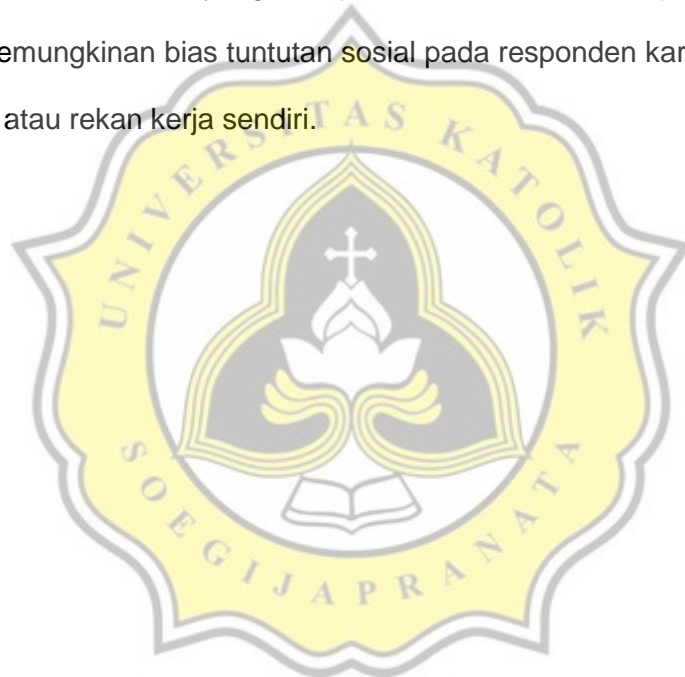 emungkinan bias tuntutan sosial pada responden kar
atau rekan kerja sendiri.
UNIVERSITAS KATOLIK
SOEGIJAPRANATA